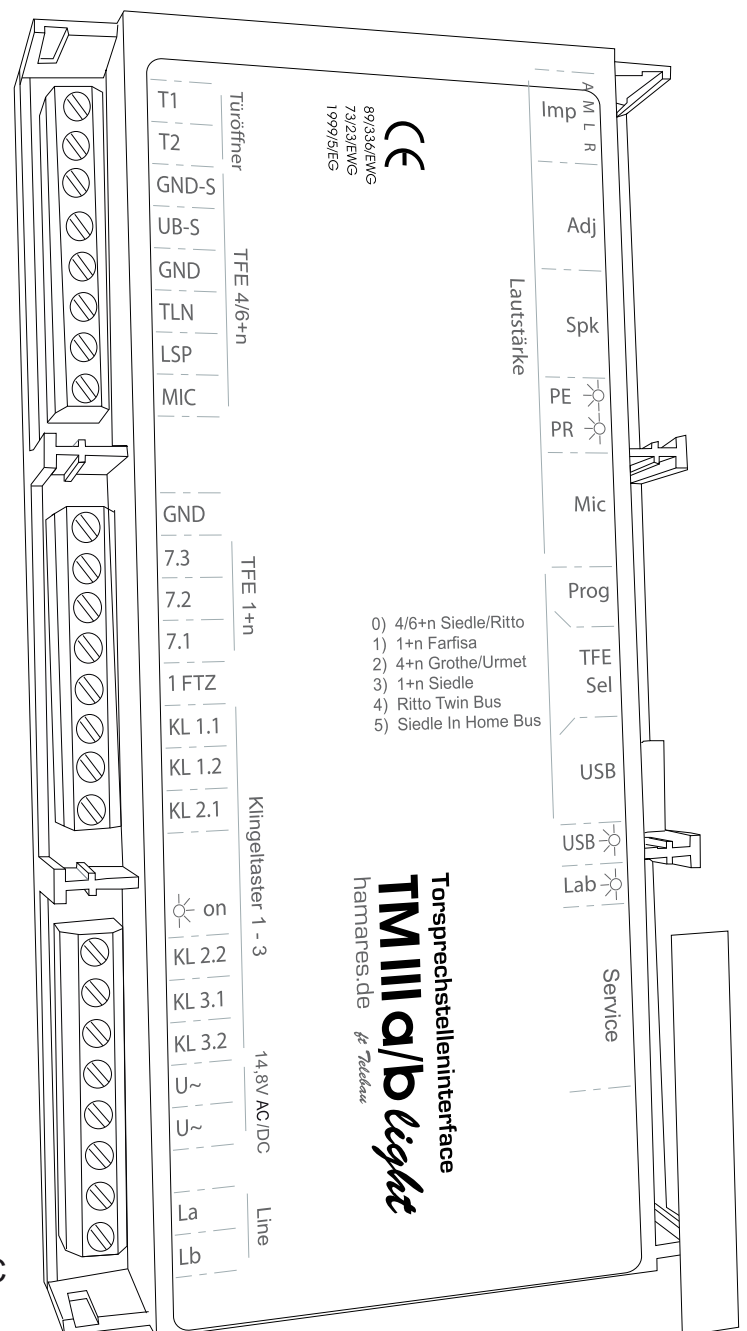 T1
T2
Türöffner
GND-S
UB-S
GND
TLN
LSP
MIC
TFE 4/6+n
GND
7.3
7.2
7.1
TFE 1+n
1 FTZ
KL 1.1
KL 1.2
KL 2.1
on
KL 2.2
KL 3.1
KL 3.2
Klingeltaster 1 - 3
U~
U~
14,8V AC/DC
La
Lb
Line
CE
89/336/EWG
73/23/EWG
1999/5/EG
0) 4/6+n Siedle/Ritto
1) 1+n Farfisa
2) 4+n Grothe/Urmet
3) 1+n Siedle
4) Ritto Twin Bus
5) Siedle In Home Bus
Torsprechstelleninterface
TM III a/b light
hamares.de ft Telebau
A M L R
Imp
Adj
Spk
Lautstärke
PE
PR
Mic
Prog
TFE
Sel
USB
USB
Lab
Service